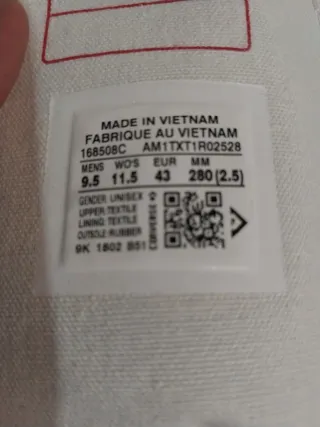 MADE IN VIETNAM
FABRIQUE AU VIETNAM
168508C AM1TXT1R02528
MENS WO'S EUR MM
9.5 11.5 43 280(2.5)
GENDER: UNISEX
UPPER:TEXTILE
LINING:TEXTILE
OUTSOLE:RUBBER
9K 1802 B51